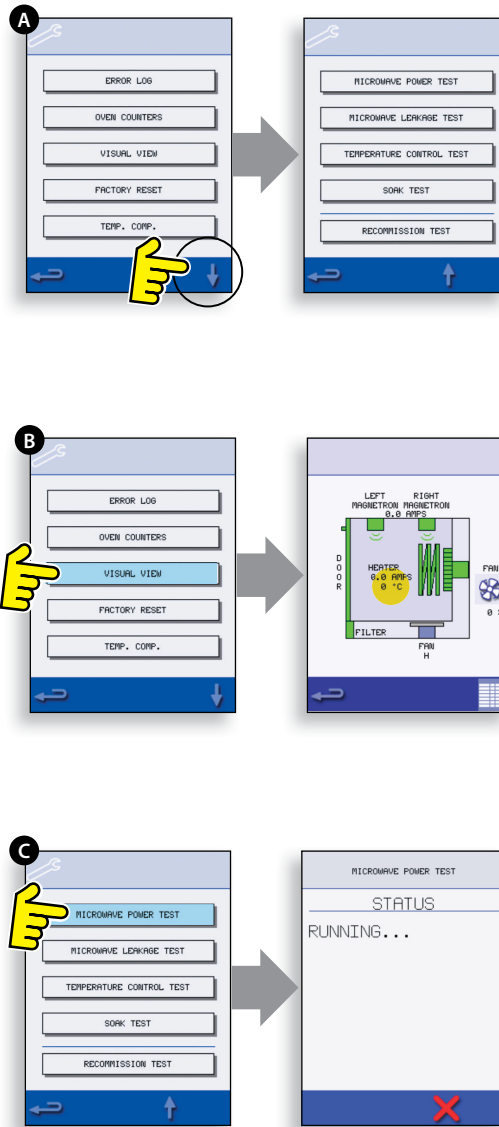 A
ERROR LOG
OVEN COUNTERS
VISUAL VIEW
FACTORY RESET
TEMP. COMP.
MICROWAVE POWER TEST
MICROWAVE LEAKAGE TEST
TEMPERATURE CONTROL TEST
SOAK TEST
RECOMMISSION TEST
B
ERROR LOG
OVEN COUNTERS
VISUAL VIEW
FACTORY RESET
TEMP. COMP.
LEFT RIGHT
MAGNETRON MAGNETRON
0.0 AMPS
DOOR
HEATER
0.0 AMPS
0 °C
FAN
0
FILTER
FAN
H
C
MICROWAVE POWER TEST
MICROWAVE LEAKAGE TEST
TEMPERATURE CONTROL TEST
SOAK TEST
RECOMMISSION TEST
MICROWAVE POWER TEST
STATUS
RUNNING...